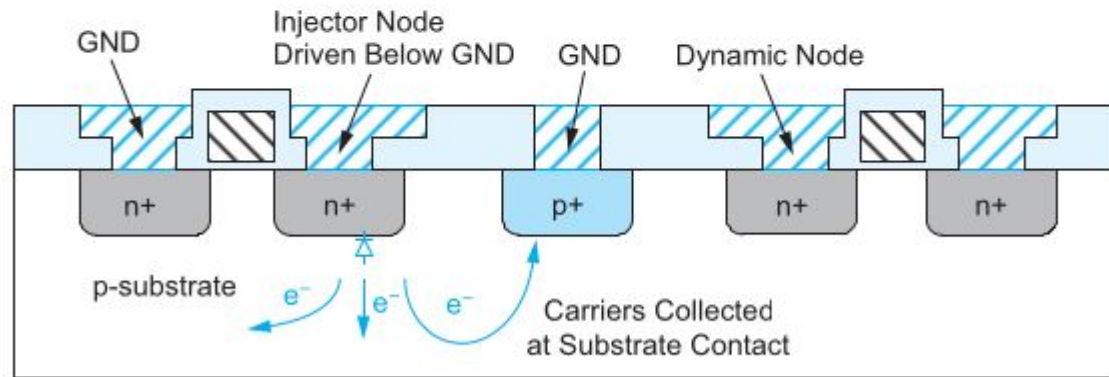 GND
Injector Node
Driven Below GND
GND
Dynamic Node
n+
n+
p+
n+
n+
p-substrate
e⁻
e⁻
e⁻
Carriers Collected
at Substrate Contact